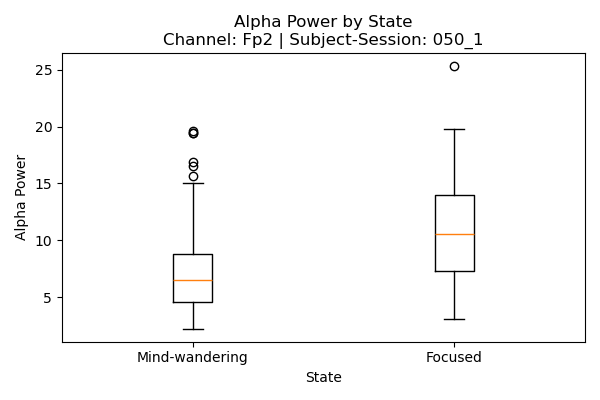 Alpha Power by State
Channel: Fp2 | Subject-Session: 050_1
Alpha Power
25
20
15
10
5
Mind-wandering
Focused
State